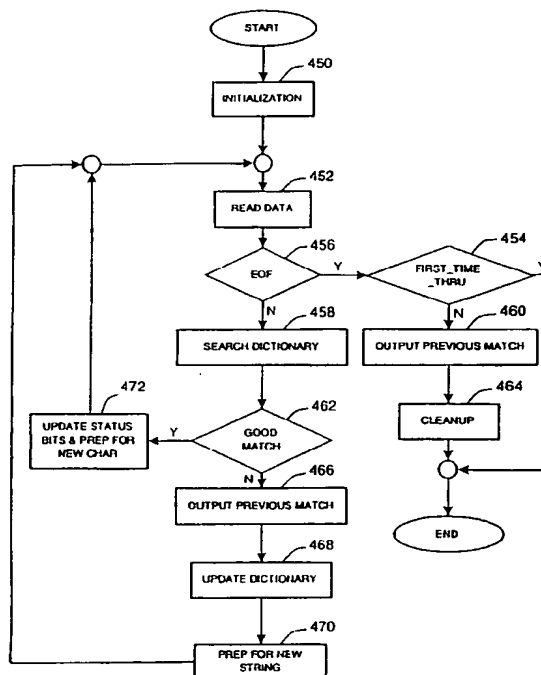 START
450
INITIALIZATION
452
READ DATA
456
EOF
Y
454
FIRST_TIME
_THRU
Y
N
N
458
SEARCH DICTIONARY
460
OUTPUT PREVIOUS MATCH
472
UPDATE STATUS
BITS & PREP FOR
NEW CHAR
Y
462
GOOD
MATCH
464
CLEANUP
N
466
OUTPUT PREVIOUS MATCH
END
468
UPDATE DICTIONARY
470
PREP FOR NEW
STRING